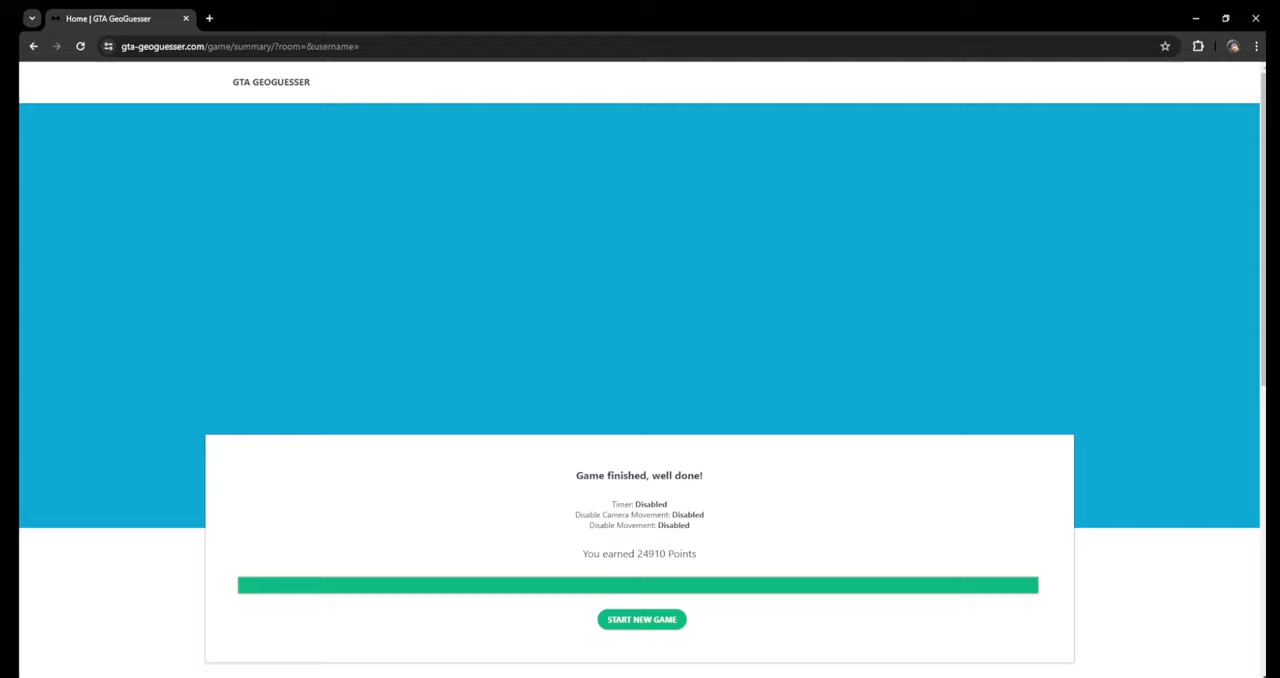 Home | GTA GeoGuesser
gta-geoguesser.com/game/summary/?room=&username=
GTA GEOGUESSER
Game finished, well done!
Timer: Disabled
Disable Camera Movement: Disabled
Disable Movement: Disabled
You earned 24910 Points
START NEW GAME